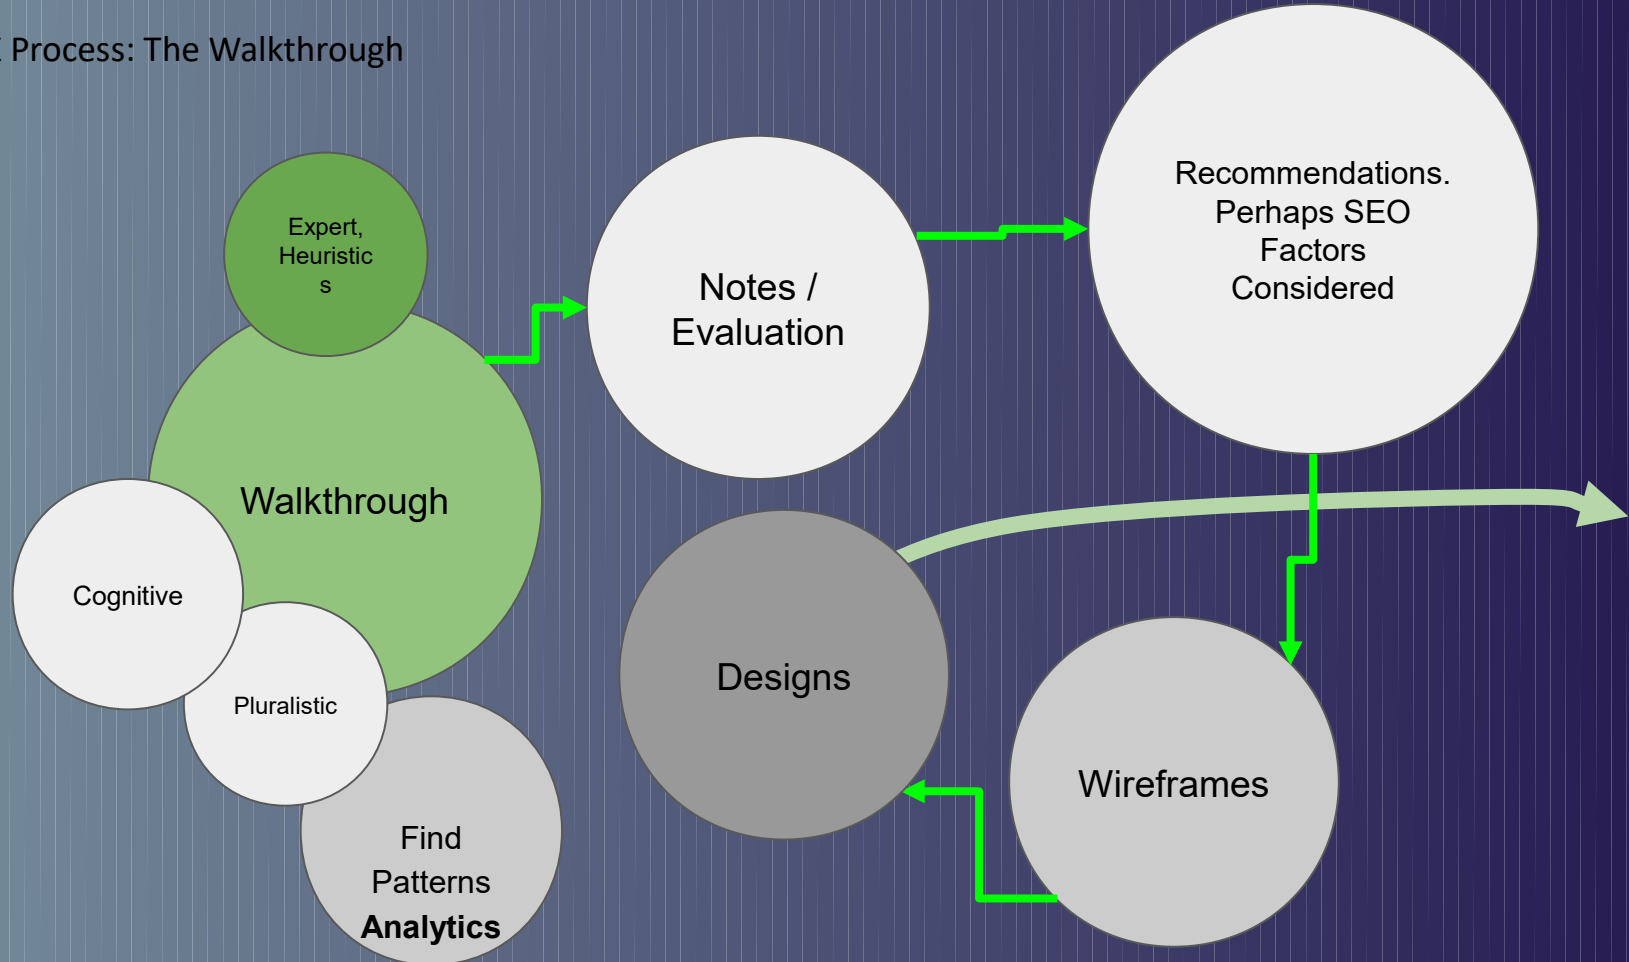 Process: The Walkthrough
Expert,
Heuristic
s
Notes /
Evaluation
Recommendations.
Perhaps SEO
Factors
Considered
Walkthrough
Cognitive
Pluralistic
Find
Patterns
Analytics
Designs
Wireframes